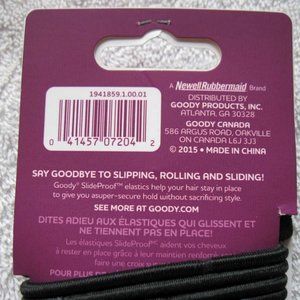 1941859.1.00.01
0 41457 07204 2
A NewellRubbermaid Brand
DISTRIBUTED BY
GOODY PRODUCTS, INC.
ATLANTA, GA 30328
GOODY CANADA
586 ARGUS ROAD, OAKVILLE
ON CANADA L6J 3J3
© 2015 • MADE IN CHINA
SAY GOODBYE TO SLIPPING, ROLLING AND SLIDING!
Goody® SlideProof™ elastics help your hair stay in place
to give you asuper-secure hold without sacrificing style.
SEE MORE AT GOODY.COM
DITES ADIEU AUX ÉLASTIQUES QUI GLISSENT ET
NE TIENNENT PAS EN PLACE!
Les élastiques SlideProof™ aident vos cheveux
à rester en place grâce à leur maintien
faire une croix sur
POUR PLUS